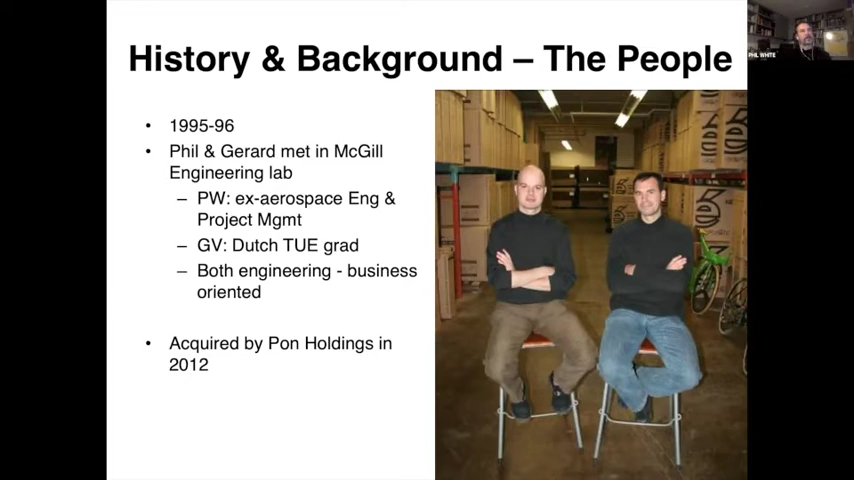 PHIL WHITE
History & Background – The People
• 1995-96
• Phil & Gerard met in McGill
Engineering lab
– PW: ex-aerospace Eng &
Project Mgmt
– GV: Dutch TUE grad
– Both engineering - business
oriented
• Acquired by Pon Holdings in
2012